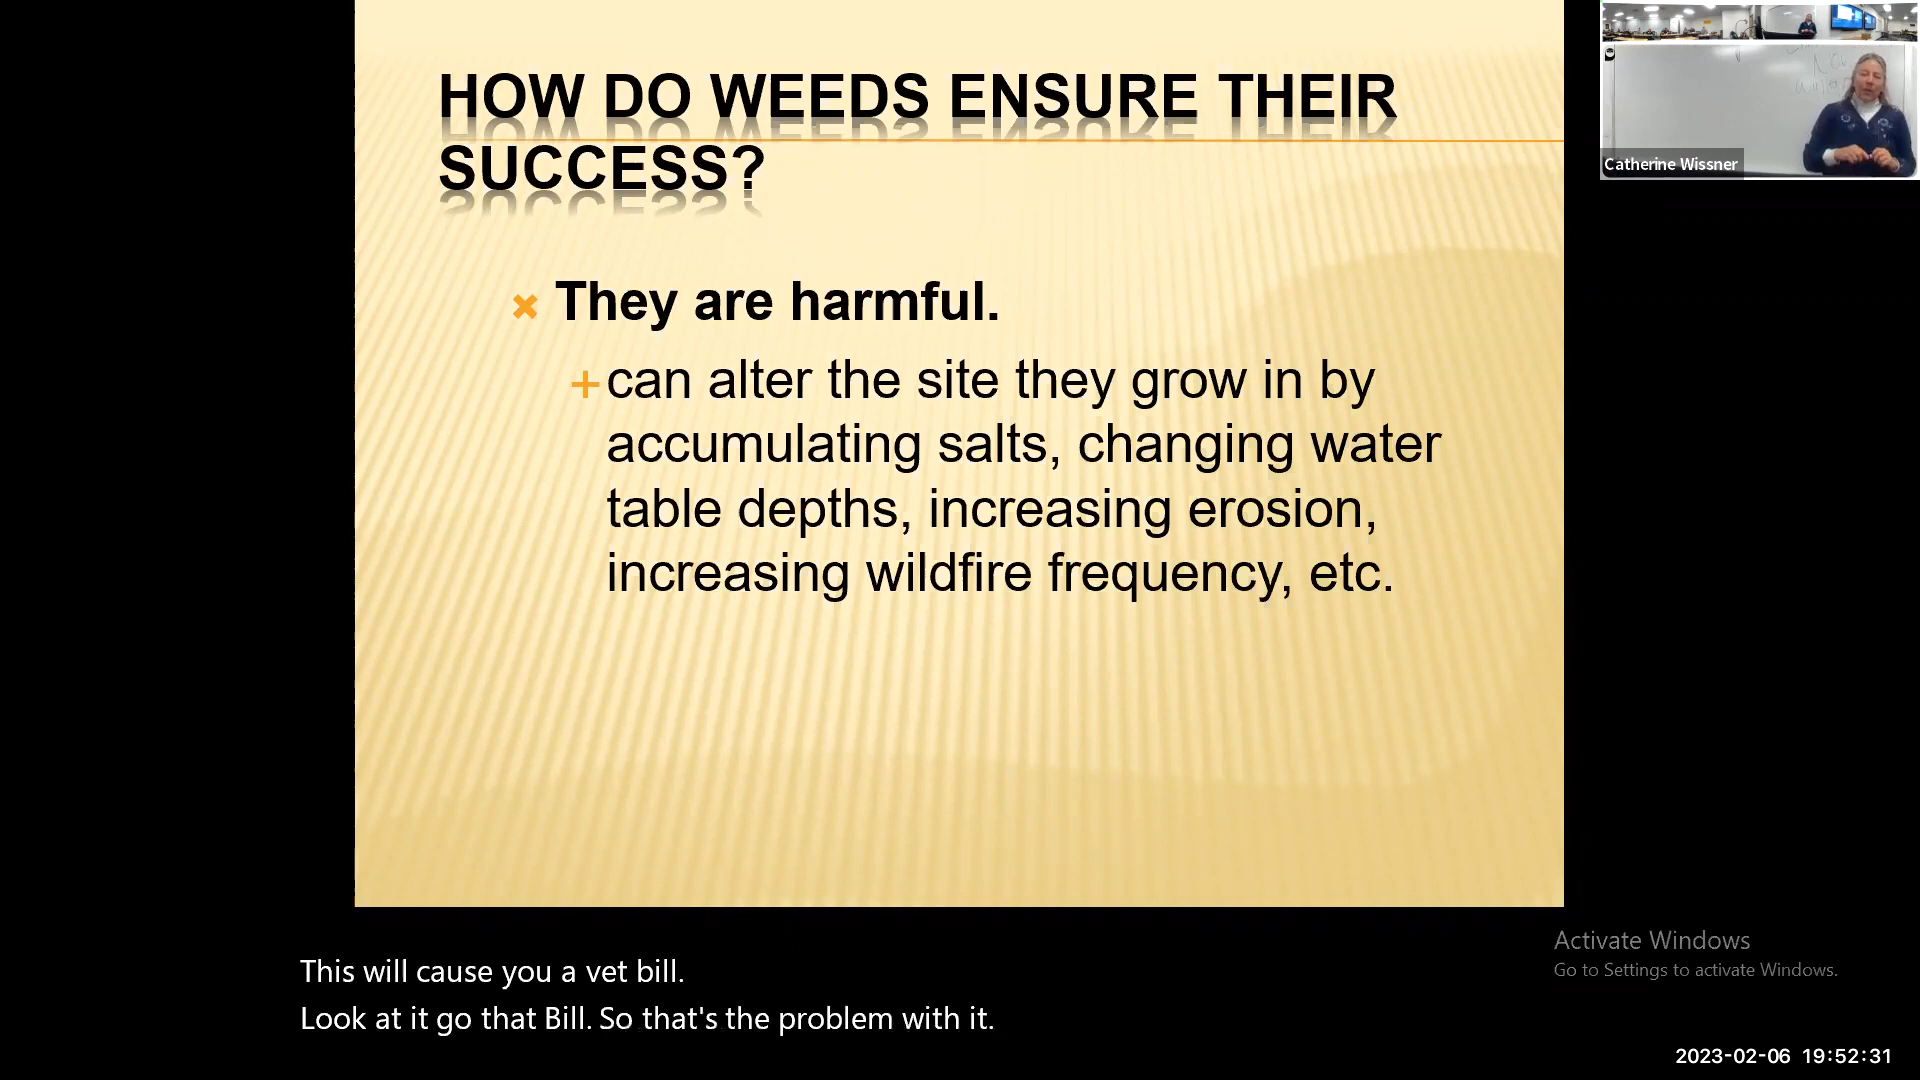 HOW DO WEEDS ENSURE THEIR
SUCCESS?
They are harmful.
can alter the site they grow in by
accumulating salts, changing water
table depths, increasing erosion,
increasing wildfire frequency, etc.
Catherine Wissner
This will cause you a vet bill.
Look at it go that Bill. So that's the problem with it.
Activate Windows
Go to Settings to activate Windows.
2023-02-06 19:52:31